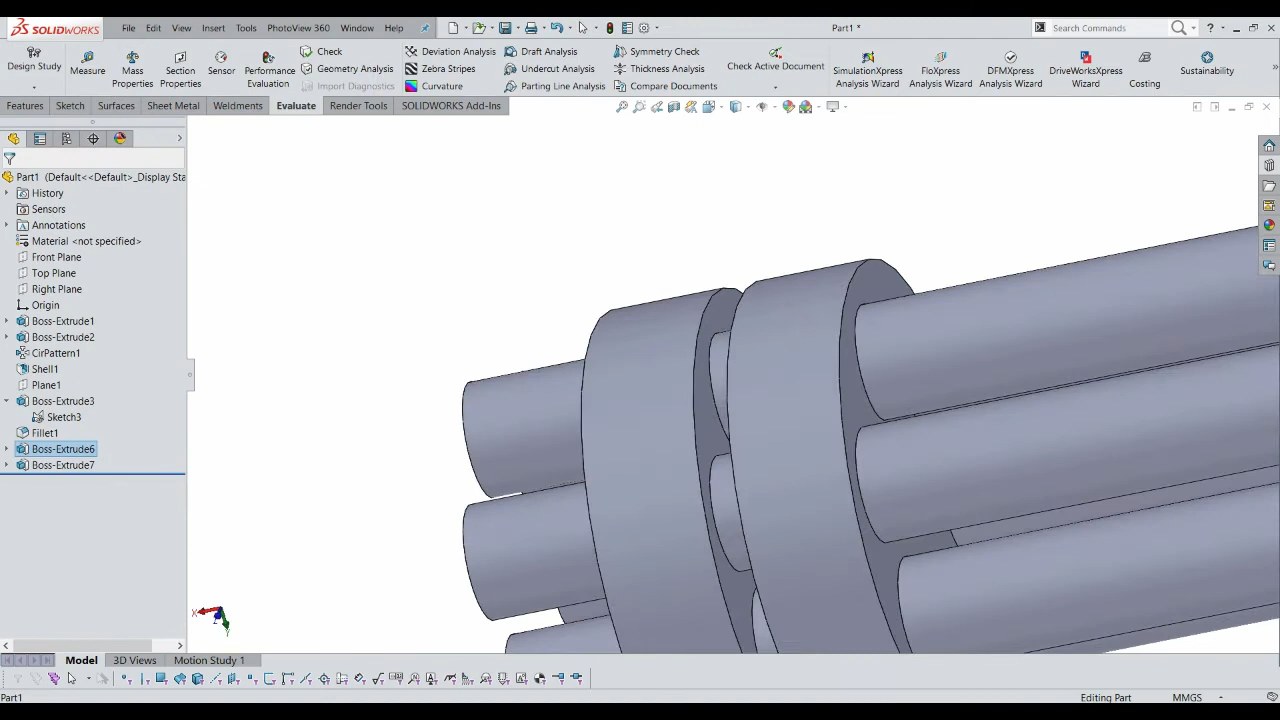 SOLIDWORKS File Edit View Insert Tools PhotoView 360 Window Help Part1 * Search Commands
Design Study Measure Mass Properties Section Properties Sensor Performance Evaluation
Check Geometry Analysis Import Diagnostics
Deviation Analysis Zebra Stripes Curvature
Draft Analysis Undercut Analysis Parting Line Analysis
Symmetry Check Thickness Analysis Compare Documents
Check Active Document SimulationXpress Analysis Wizard FloXpress Analysis Wizard DFMXpress Analysis Wizard DriveWorksXpress Wizard Costing Sustainability
Features Sketch Surfaces Sheet Metal Weldments Evaluate Render Tools SOLIDWORKS Add-Ins
Part1 (Default<<Default>_Display Sta
History
Sensors
Annotations
Material <not specified>
Front Plane
Top Plane
Right Plane
Origin
Boss-Extrude1
Boss-Extrude2
CirPattern1
Shell1
Plane1
Boss-Extrude3
Sketch3
Fillet1
Boss-Extrude6
Boss-Extrude7
X Y Z
Model 3D Views Motion Study 1
Part1 Editing Part MMGS